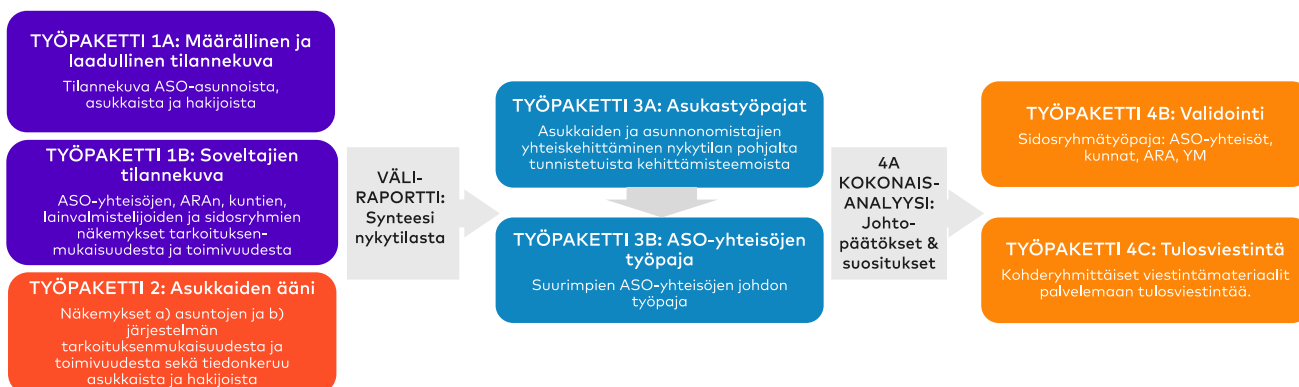 TYÖPAKETTI 1A: Määrällinen ja
laadullinen tilannekuva
Tilannekuva ASO-asunnoista,
asukkaista ja hakijoista
TYÖPAKETTI 1B: Soveltajien
tilannekuva
ASO-yhteisöjen, ARAn, kuntien,
lainvalmistelijoiden ja sidosryhmien
näkemykset tarkoituksen-
mukaisuudesta ja toimivuudesta
TYÖPAKETTI 2: Asukkaiden ääni
Näkemykset a) asuntojen ja b)
järjestelmän
tarkoituksenmukaisuudesta ja
toimivuudesta sekä tiedonkeruu
asukkaista ja hakijoista
VÄLI-
RAPORTTI:
Synteesi
nykytilasta
TYÖPAKETTI 3A: Asukastyöpajat
Asukkaiden ja asunnonomistajien
yhteiskehittäminen nykytilan pohjalta
tunnistetuista kehittämisteemoista
TYÖPAKETTI 3B: ASO-yhteisöjen
työpaja
Suurimpien ASO-yhteisöjen johdon
työpaja
4A
KOKONAIS-
ANALYYSI:
Johto-
päätökset &
suositukset
TYÖPAKETTI 4B: Validointi
Sidosryhmätyöpaja: ASO-yhteisöt,
kunnat, ARA, YM
TYÖPAKETTI 4C: Tulosviestintä
Kohderyhmittäiset viestintämateriaalit
palvelemaan tulosviestintää.